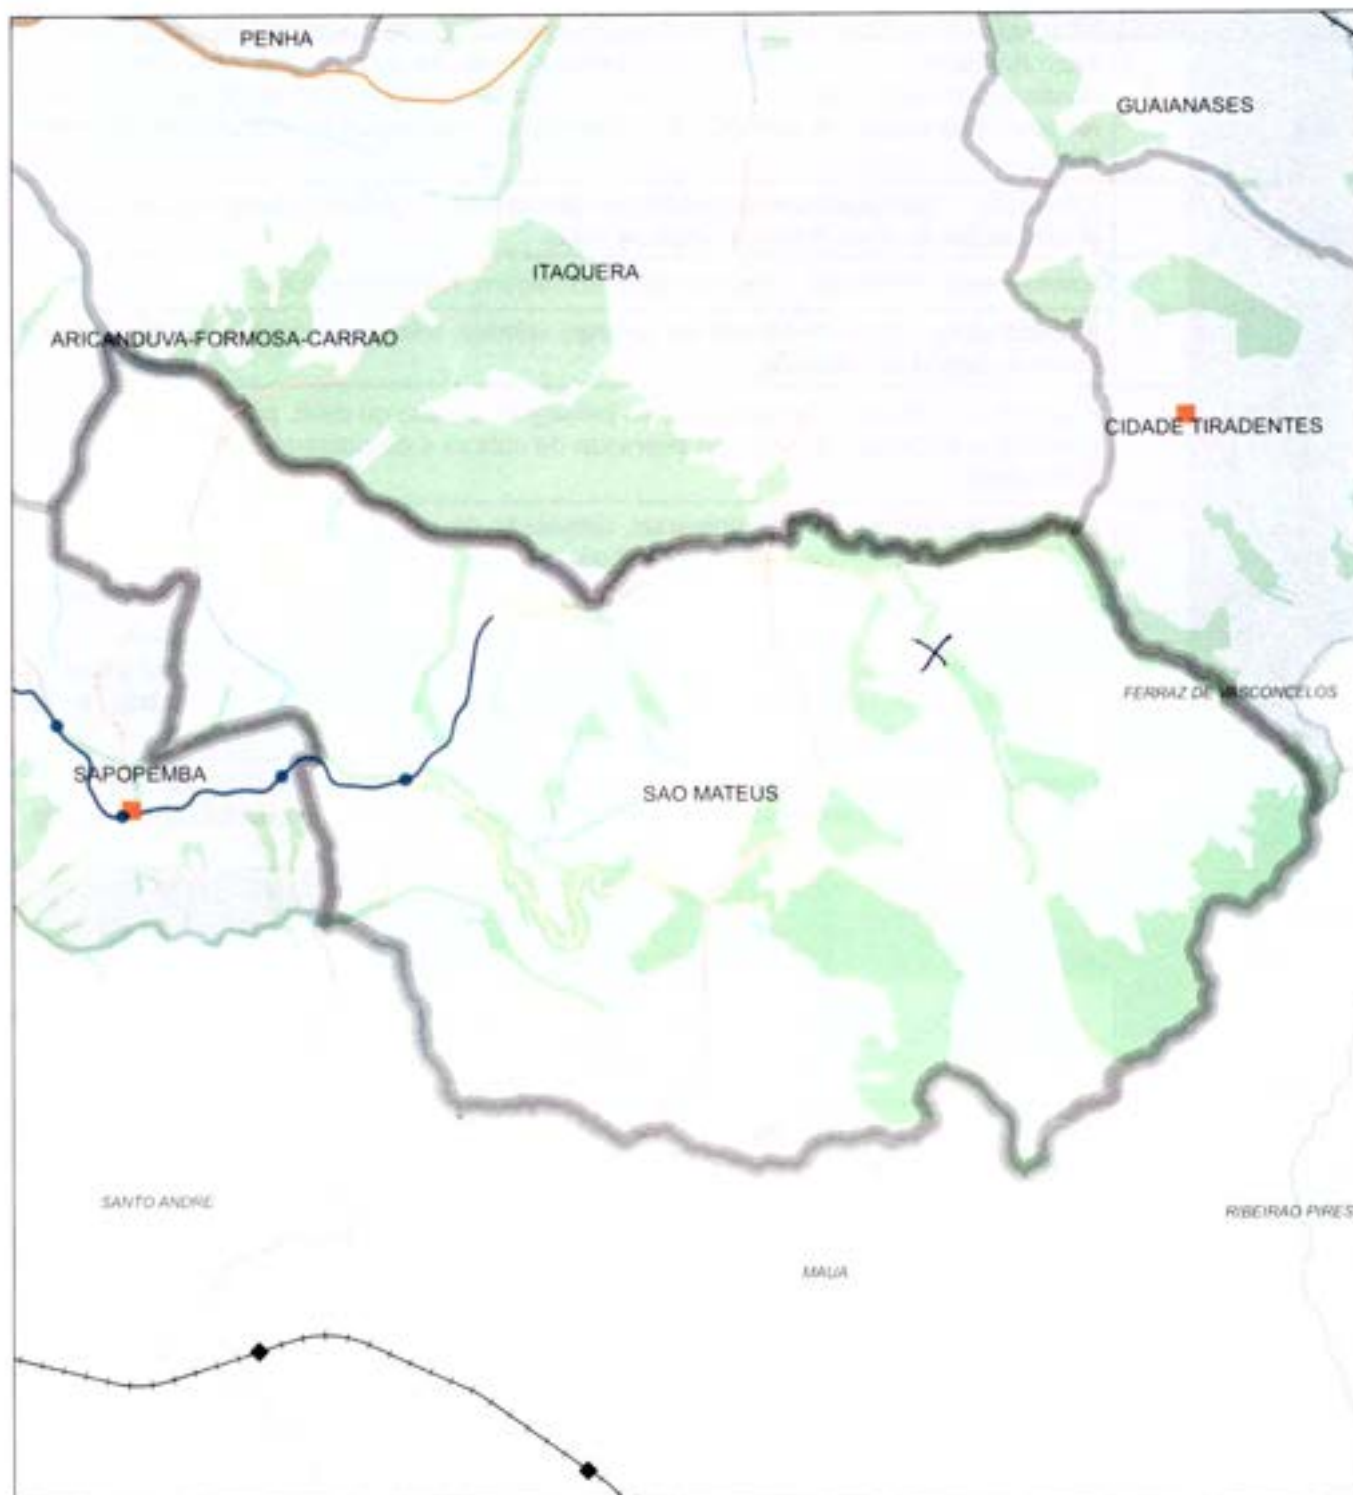 PENHA
GUAIANASES
ITAQUERA
ARICANDUVA-FORMOSA-CARRAO
CIDADE TIRADENTES
FERRAZ DE VASCONCELOS
SAPOPEMBA
SAO MATEUS
SANTO ANDRE
RIBEIRAO PIRES
MAUA